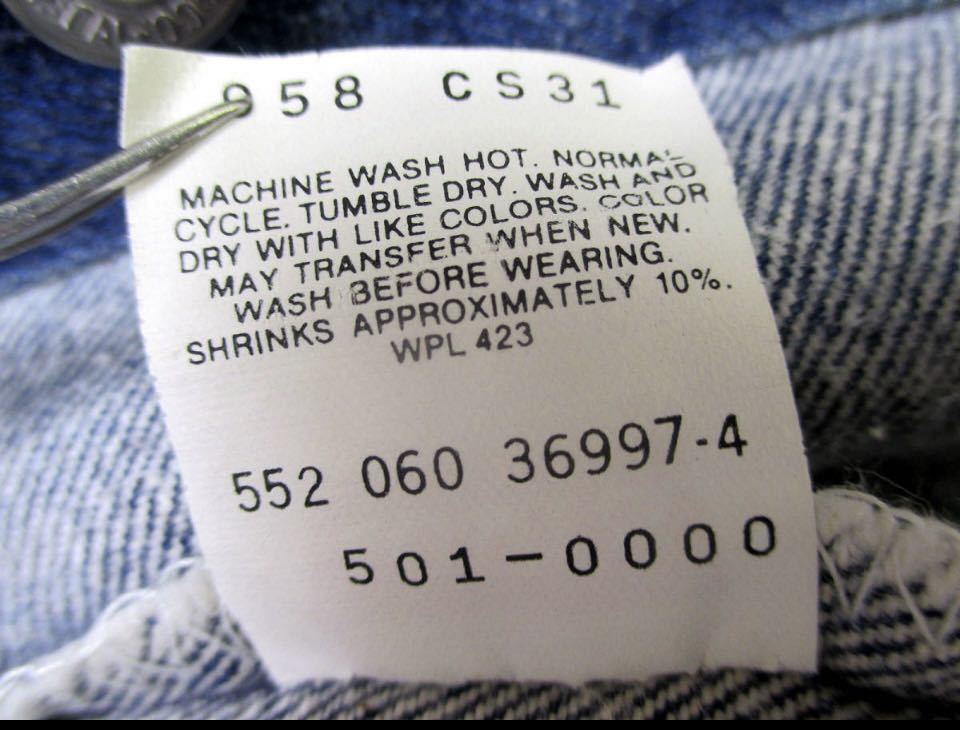 958 CS31
MACHINE WASH HOT. NORMAL
CYCLE. TUMBLE DRY. WASH AND
DRY WITH LIKE COLORS. COLOR
MAY TRANSFER WHEN NEW.
WASH BEFORE WEARING.
SHRINKS APPROXIMATELY 10%.
WPL 423
552 060 36997-4
501-0000